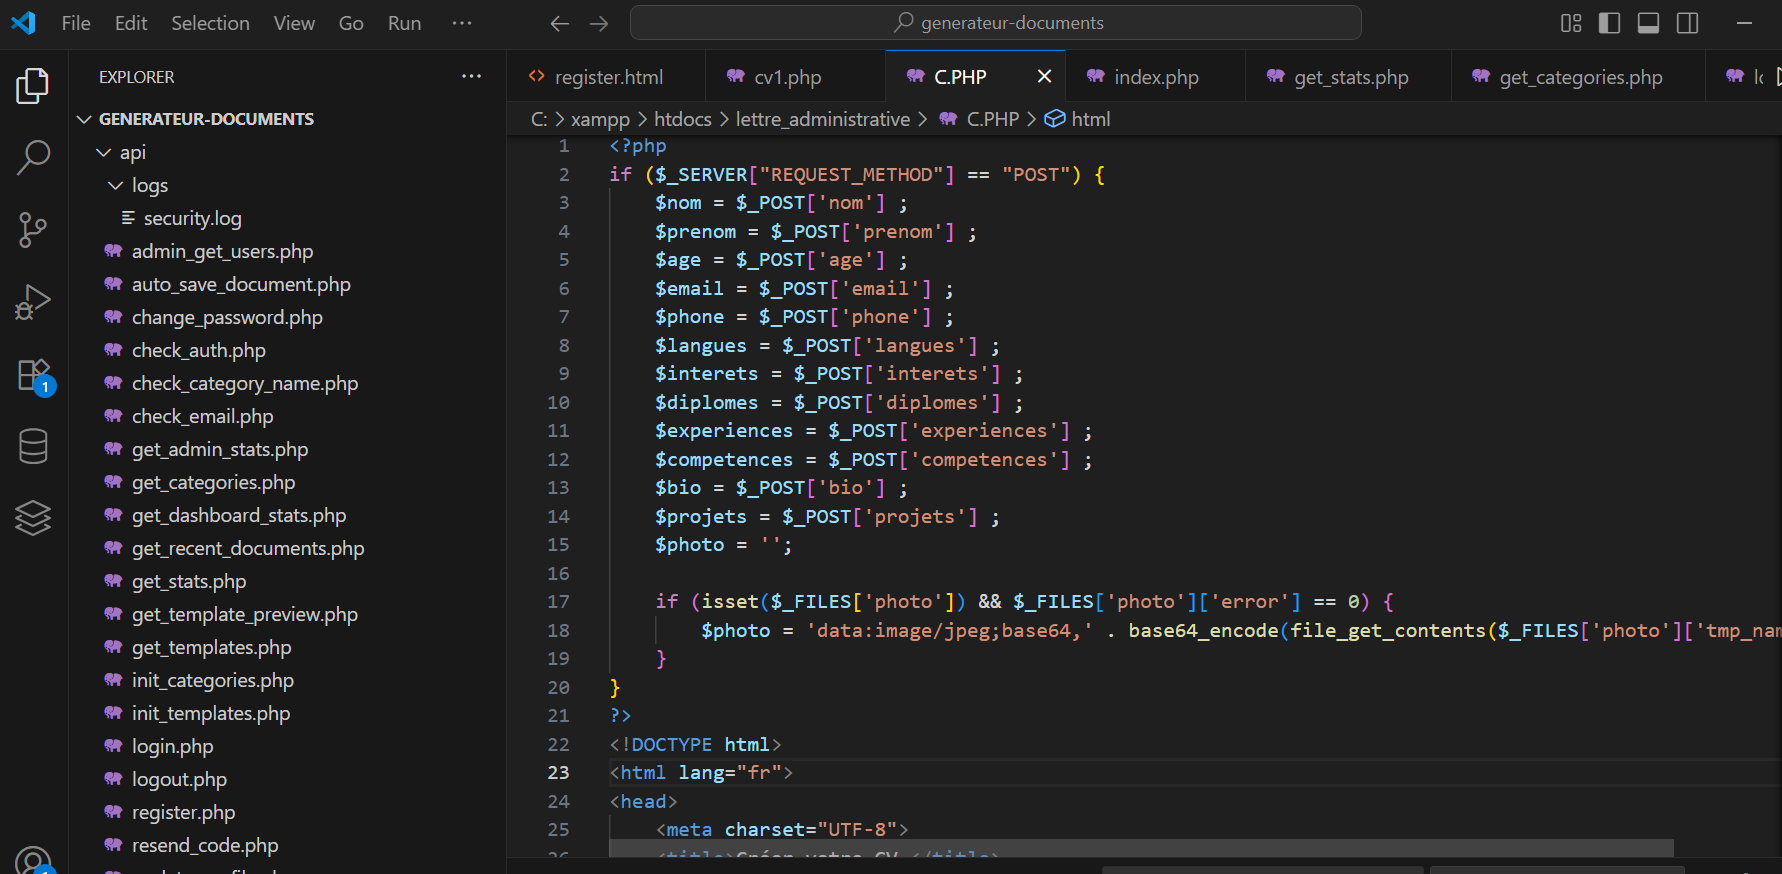 File Edit Selection View Go Run ··· generateur-documents
EXPLORER ···
GENERATEUR-DOCUMENTS
api
logs
security.log
admin_get_users.php
auto_save_document.php
change_password.php
check_auth.php
check_category_name.php
check_email.php
get_admin_stats.php
get_categories.php
get_dashboard_stats.php
get_recent_documents.php
get_stats.php
get_template_preview.php
get_templates.php
init_categories.php
init_templates.php
login.php
logout.php
register.php
resend_code.php
1
register.html cv1.php C.PHP index.php get_stats.php get_categories.php
C: > xampp > htdocs > lettre_administrative > C.PHP > html
1 <?php
2 if ($_SERVER["REQUEST_METHOD"] == "POST") {
3 $nom = $_POST['nom'] ;
4 $prenom = $_POST['prenom'] ;
5 $age = $_POST['age'] ;
6 $email = $_POST['email'] ;
7 $phone = $_POST['phone'] ;
8 $langues = $_POST['langues'] ;
9 $interets = $_POST['interets'] ;
10 $diplomes = $_POST['diplomes'] ;
11 $experiences = $_POST['experiences'] ;
12 $competences = $_POST['competences'] ;
13 $bio = $_POST['bio'] ;
14 $projets = $_POST['projets'] ;
15 $photo = '';
16
17 if (isset($_FILES['photo']) && $_FILES['photo']['error'] == 0) {
18 $photo = 'data:image/jpeg;base64,' . base64_encode(file_get_contents($_FILES['photo']['tmp_nam
19 }
20 }
21 ?>
22 <!DOCTYPE html>
23 <html lang="fr">
24 <head>
25 <meta charset="UTF-8">